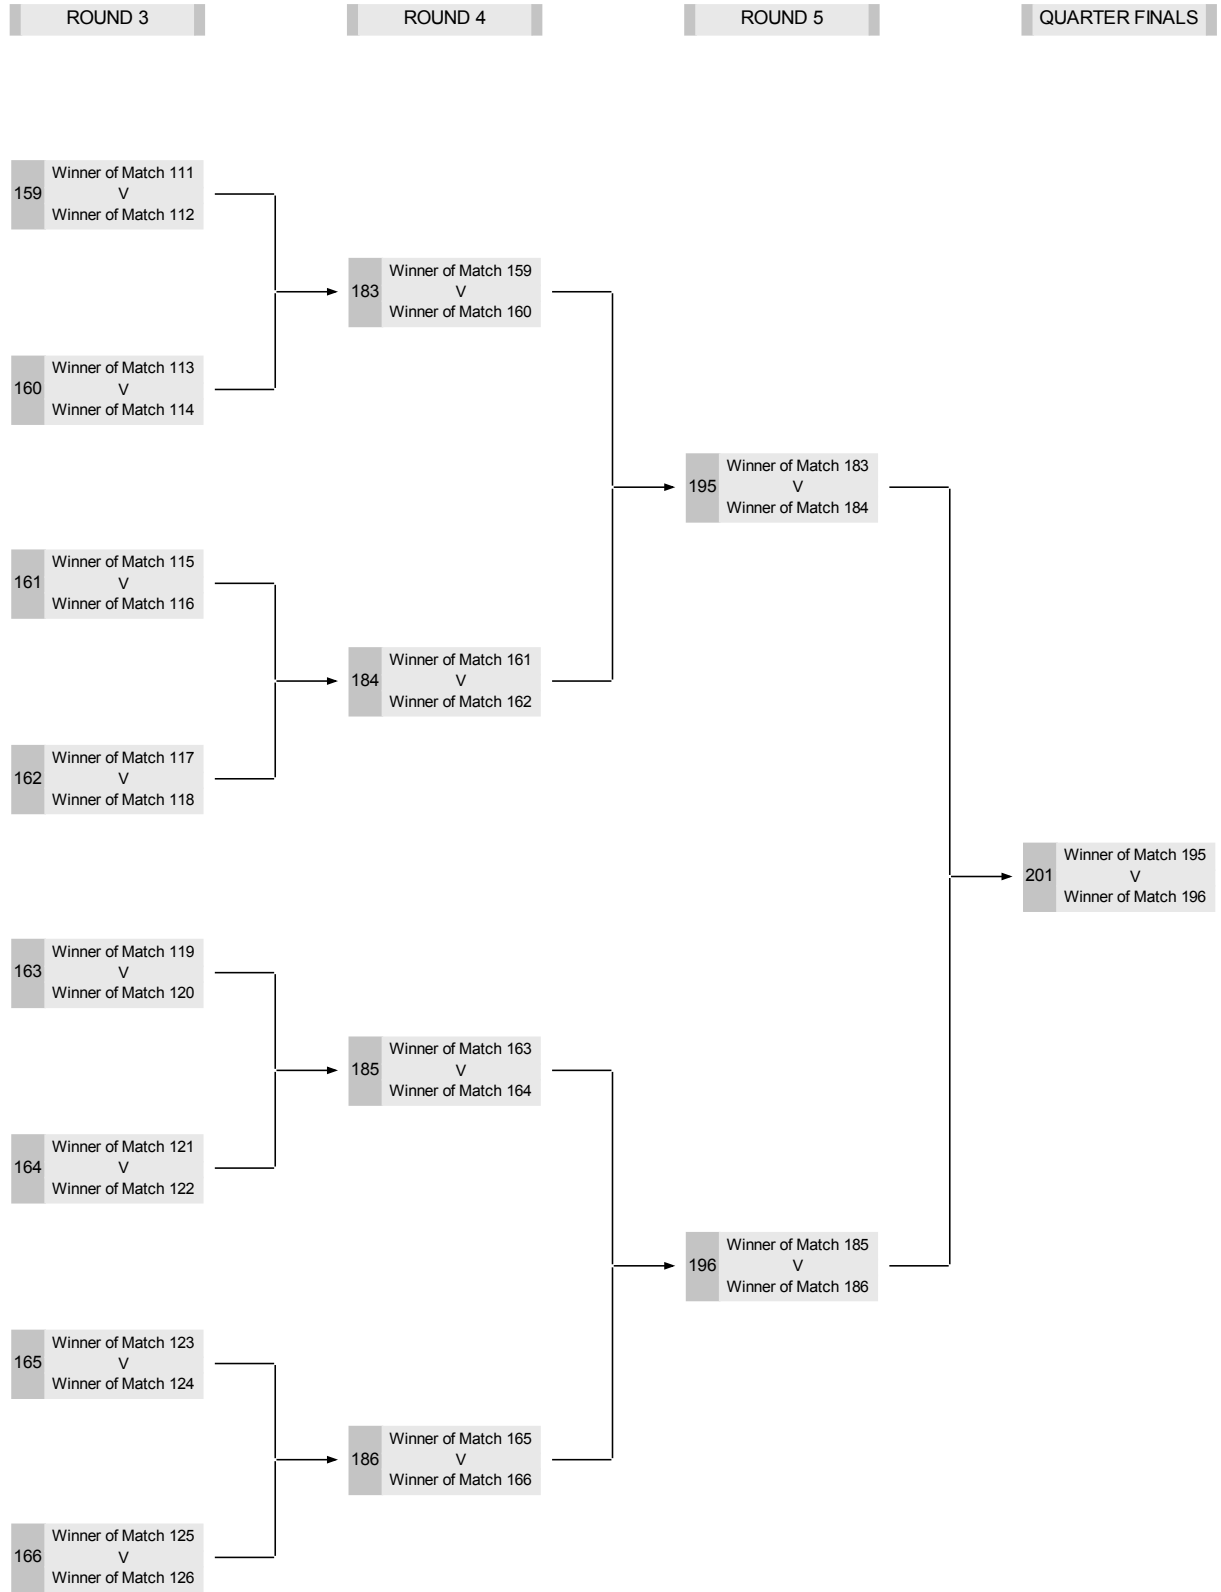 ROUND 3
ROUND 4
ROUND 5
QUARTER FINALS
159
Winner of Match 111
V
Winner of Match 112
160
Winner of Match 113
V
Winner of Match 114
161
Winner of Match 115
V
Winner of Match 116
162
Winner of Match 117
V
Winner of Match 118
163
Winner of Match 119
V
Winner of Match 120
164
Winner of Match 121
V
Winner of Match 122
165
Winner of Match 123
V
Winner of Match 124
166
Winner of Match 125
V
Winner of Match 126
183
Winner of Match 159
V
Winner of Match 160
184
Winner of Match 161
V
Winner of Match 162
185
Winner of Match 163
V
Winner of Match 164
186
Winner of Match 165
V
Winner of Match 166
195
Winner of Match 183
V
Winner of Match 184
196
Winner of Match 185
V
Winner of Match 186
201
Winner of Match 195
V
Winner of Match 196